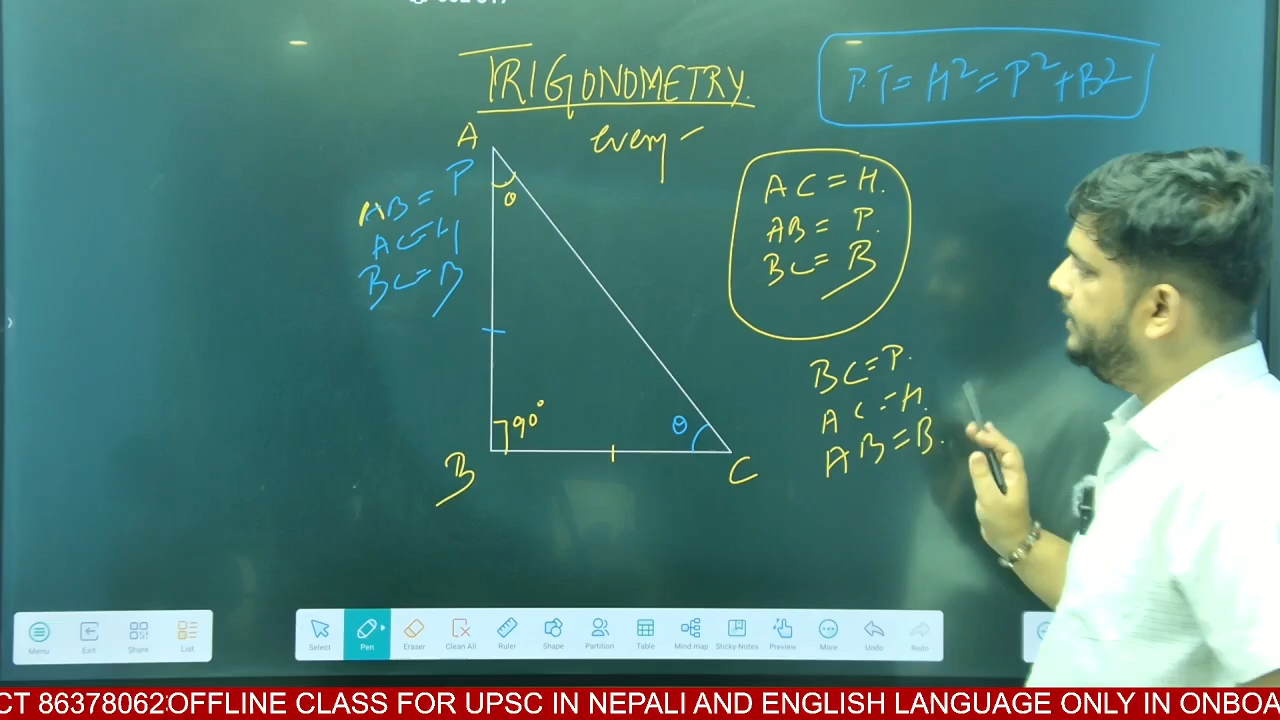 TRIGONOMETRY.
P.T = H² = P² + B²
every
A
θ
AB = P
AC = H
BC = B
AC = H.
AB = P.
BC = B
BC = P.
AC = H.
AB = B.
90°
θ
B
C
Menu
Exit
Share
List
Select
Pen
Eraser
Clean All
Ruler
Shape
Partition
Table
Mind map
Sticky-Notes
Preview
More
Undo
Redo
CT 86378062 OFFLINE CLASS FOR UPSC IN NEPALI AND ENGLISH LANGUAGE ONLY IN ONBOA